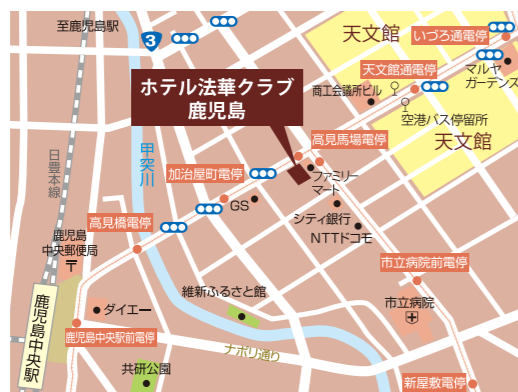 至鹿児島駅
3
天文館
いづろ通電停
天文館通電停
マルヤ
ガーデンズ
商工会議所ビル
空港バス停留所
天文館
ホテル法華クラブ
鹿児島
高見馬場電停
日豊本線
甲突川
加治屋町電停
ファミリー
マート
GS
シティ銀行
NTTドコモ
高見橋電停
鹿児島
中央郵便局
〒
市立病院前電停
維新ふるさと館
市立病院
ダイエー
鹿児島中央駅
鹿児島中央駅前電停
ナポリ通り
共研公園
新屋敷電停